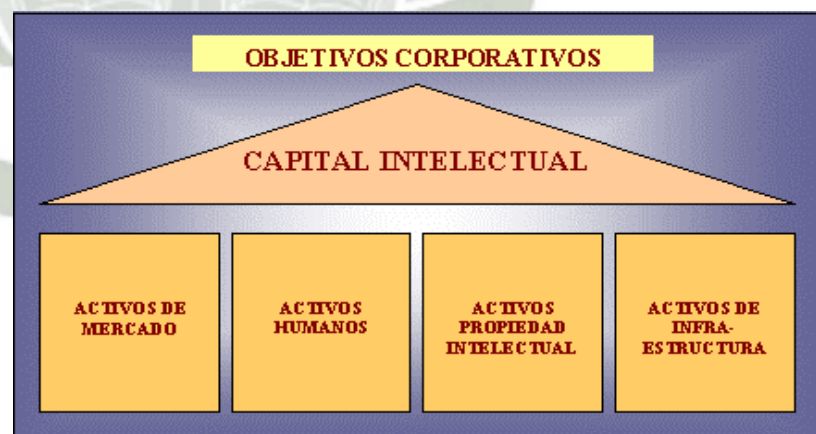 OBJETIVOS CORPORATIVOS
CAPITAL INTELECTUAL
ACTIVOS DE
MERCADO
ACTIVOS
HUMANOS
ACTIVOS
PROPIEDAD
INTELECTUAL
ACTIVOS DE
INFRA-
ESTRUCTURA